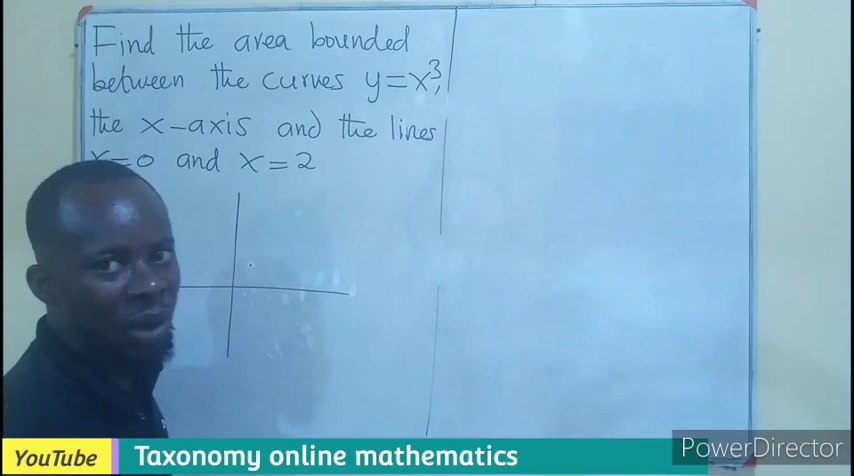 Find the area bounded
between the curves y=x³,
the x-axis and the lines
x=0 and x=2
YouTube Taxonomy online mathematics
PowerDirector